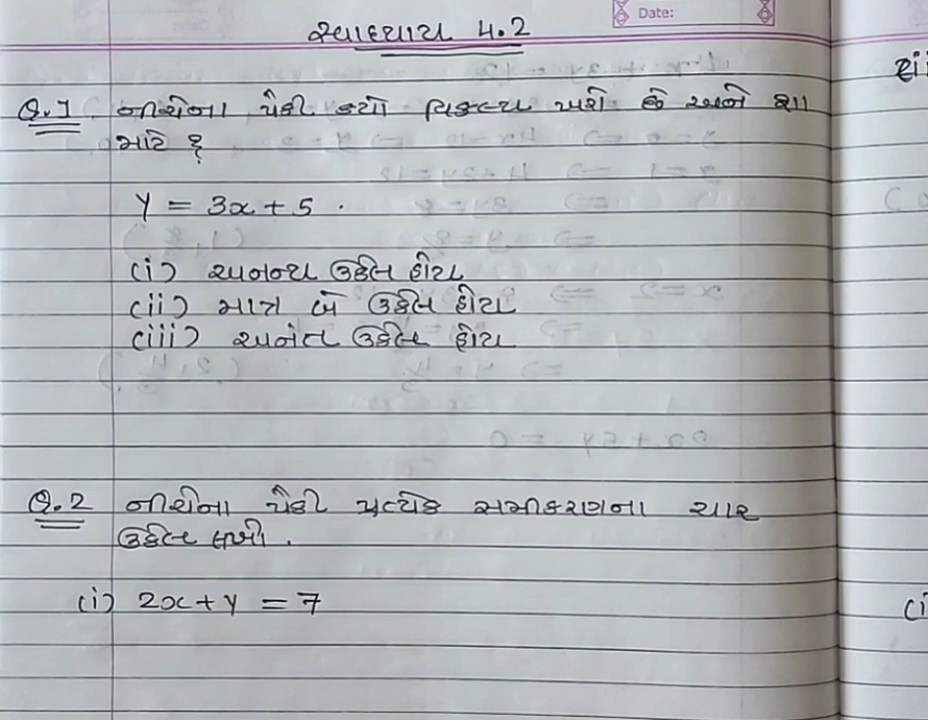 Date:
સ્વાધ્યાય 4.2
Q.1 નીચેના પૈકી કયો વિકલ્પ ખરો છે અને શા
માટે ?
y = 3x + 5 .
(i) અનન્ય ઉકેલ હોય
(ii) માત્ર બે ઉકેલ હોય
(iii) અનંત ઉકેલ હોય
Q.2 નીચેના પૈકી પ્રત્યેક સમીકરણના ચાર
ઉકેલ લખો .
(i) 2x + y = 7